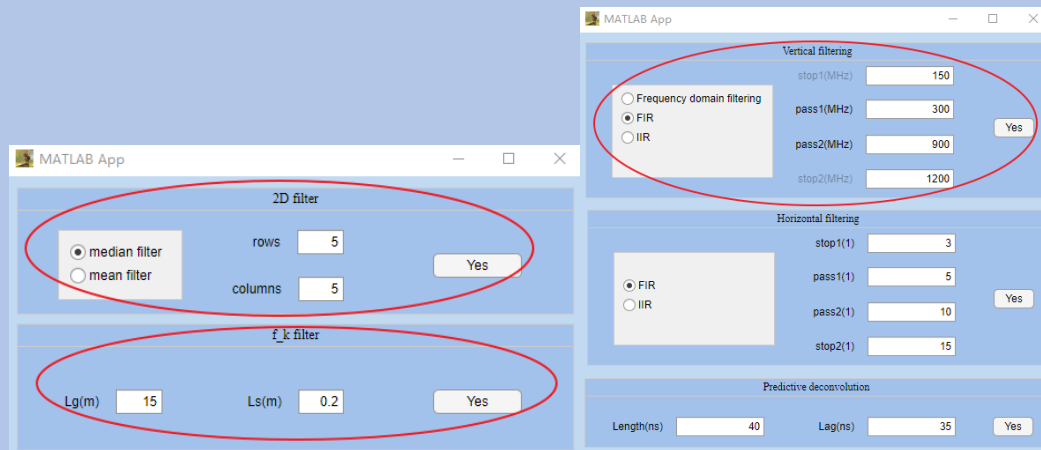 MATLAB App
2D filter
median filter
mean filter
rows 5
columns 5
Yes
f_k filter
Lg(m) 15 Ls(m) 0.2 Yes
MATLAB App
Vertical filtering
Frequency domain filtering
FIR
IIR
stop1(MHz) 150
pass1(MHz) 300
pass2(MHz) 900
stop2(MHz) 1200
Yes
Horizontal filtering
FIR
IIR
stop1(1) 3
pass1(1) 5
pass2(1) 10
stop2(1) 15
Yes
Predictive deconvolution
Length(ns) 40 Lag(ns) 35 Yes